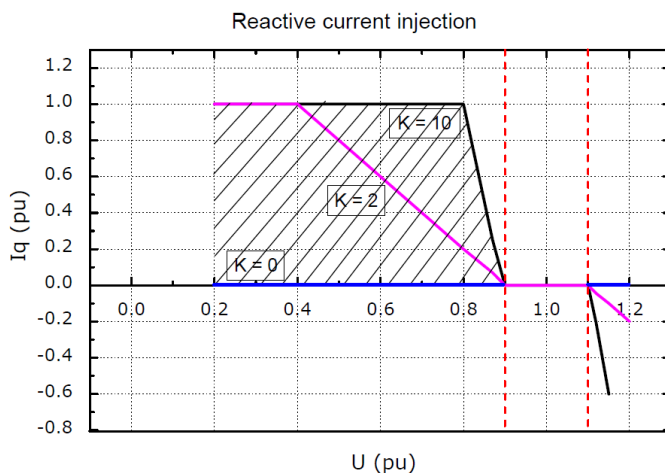 Reactive current injection
1.2
1.0
0.8
0.6
0.4
0.2
0.0
-0.2
-0.4
-0.6
-0.8
Iq (pu)
K = 10
K = 2
K = 0
0.0 0.2 0.4 0.6 0.8 1.0 1.2
U (pu)